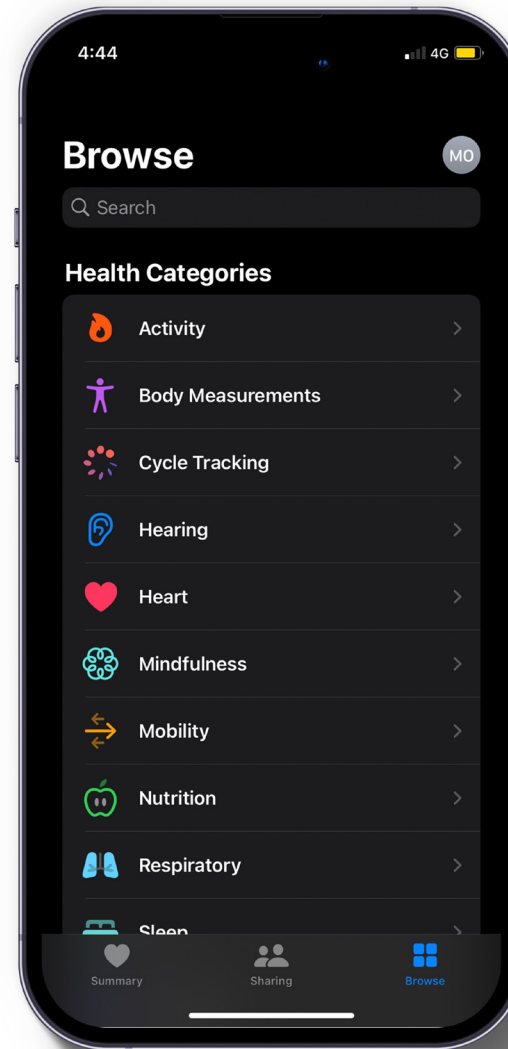 4:44
4G
Browse
MO
Search
Health Categories
Activity
Body Measurements
Cycle Tracking
Hearing
Heart
Mindfulness
Mobility
Nutrition
Respiratory
Sleep
Summary
Sharing
Browse